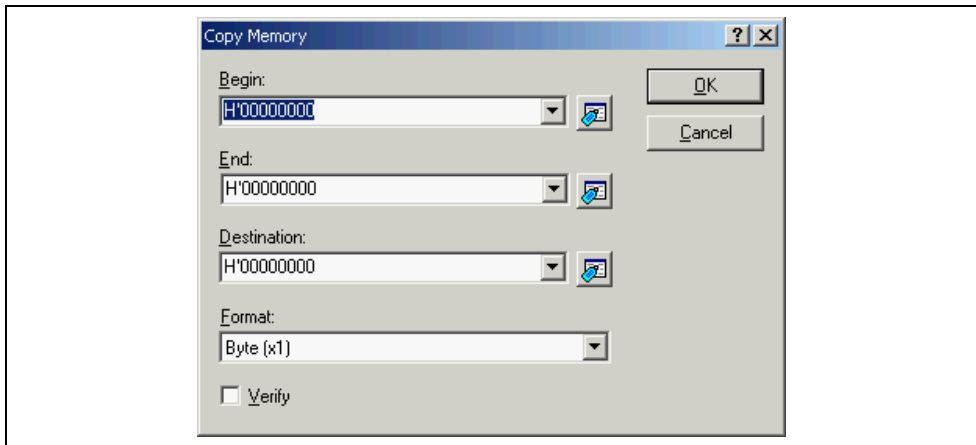 Copy Memory
Begin:
H'00000000
OK
Cancel
End:
H'00000000
Destination:
H'00000000
Format:
Byte (x1)
Verify